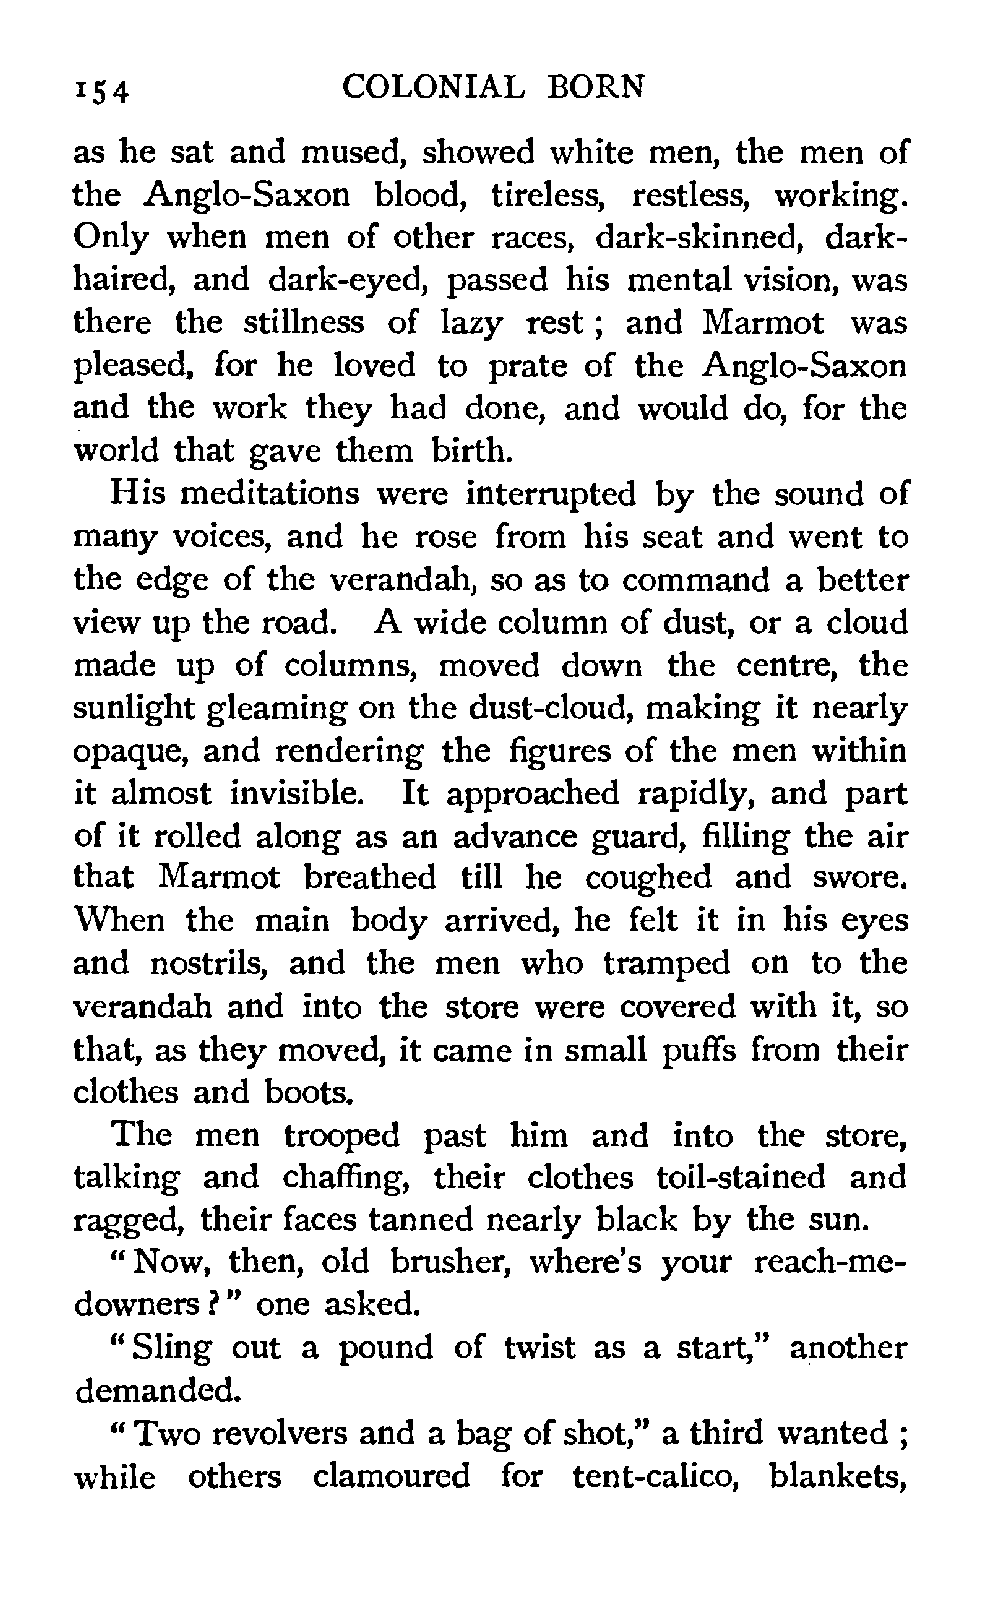 154 COLONIAL BORN
as he sat and mused, showed white men, the men of
the Anglo-Saxon blood, tireless, restless, working.
Only when men of other races, dark-skinned, dark-
haired, and dark-eyed, passed his mental vision, was
there the stillness of lazy rest ; and Marmot was
pleased, for he loved to prate of the Anglo-Saxon
and the work they had done, and would do, for the
world that gave them birth.
His meditations were interrupted by the sound of
many voices, and he rose from his seat and went to
the edge of the verandah, so as to command a better
view up the road. A wide column of dust, or a cloud
made up of columns, moved down the centre, the
sunlight gleaming on the dust-cloud, making it nearly
opaque, and rendering the figures of the men within
it almost invisible. It approached rapidly, and part
of it rolled along as an advance guard, filling the air
that Marmot breathed till he coughed and swore.
When the main body arrived, he felt it in his eyes
and nostrils, and the men who tramped on to the
verandah and into the store were covered with it, so
that, as they moved, it came in small puffs from their
clothes and boots.
The men trooped past him and into the store,
talking and chaffing, their clothes toil-stained and
ragged, their faces tanned nearly black by the sun.
“Now, then, old brusher, where's your reach-me-
downers ?” one asked.
“Sling out a pound of twist as a start,” another
demanded.
“Two revolvers and a bag of shot,” a third wanted ;
while others clamoured for tent-calico, blankets,